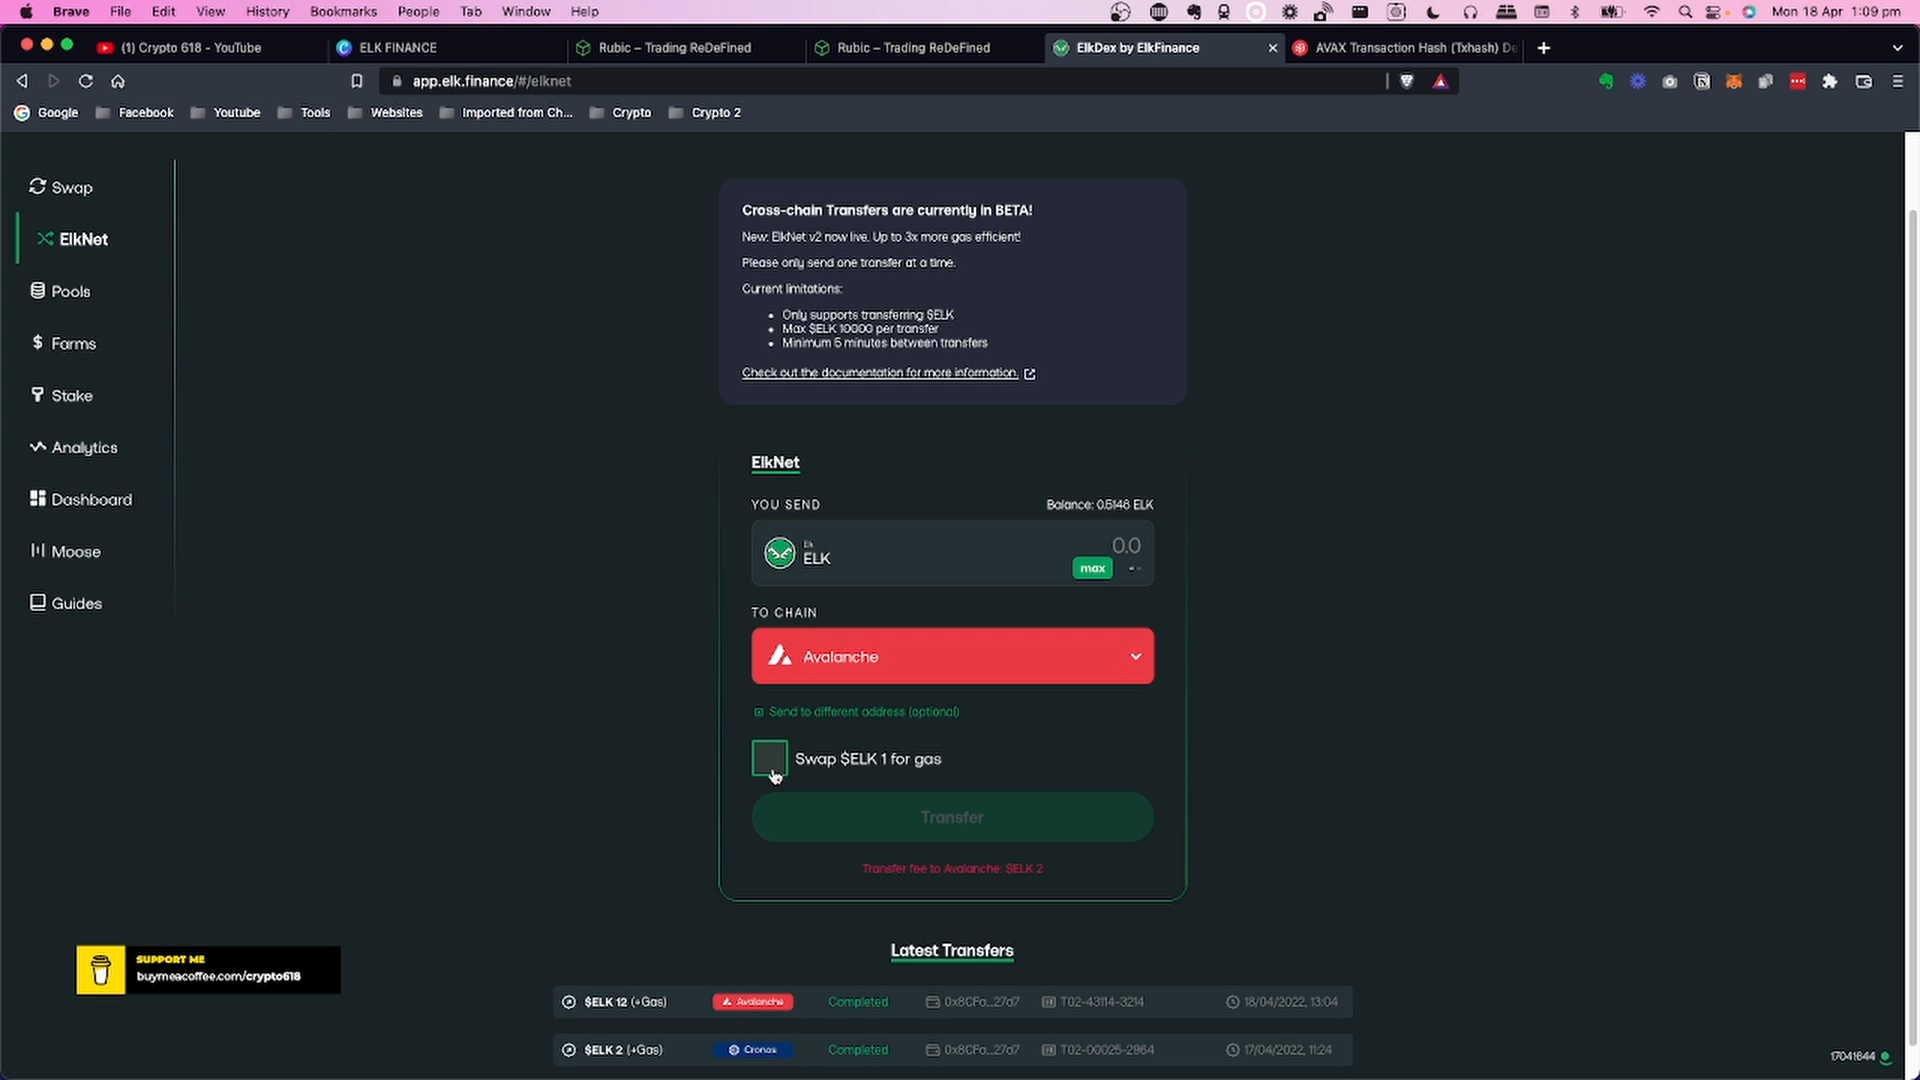 Brave File Edit View History Bookmarks People Tab Window Help Mon 18 Apr 1:09 pm
(1) Crypto 618 - YouTube ELK FINANCE Rubic – Trading ReDeFined Rubic – Trading ReDeFined ElkDex by ElkFinance AVAX Transaction Hash (Txhash) De
app.elk.finance/#/elknet
Google Facebook Youtube Tools Websites Imported from Ch... Crypto Crypto 2
Swap
ElkNet
Pools
Farms
Stake
Analytics
Dashboard
Moose
Guides
Cross-chain Transfers are currently in BETA!
New: ElkNet v2 now live. Up to 3x more gas efficient!
Please only send one transfer at a time.
Current limitations:
Only supports transferring $ELK
Max $ELK 10000 per transfer
Minimum 5 minutes between transfers
Check out the documentation for more information.
ElkNet
YOU SEND Balance: 0.5146 ELK
Elk
ELK
0.0
max --
TO CHAIN
Avalanche
Send to different address (optional)
Swap $ELK 1 for gas
Transfer
Transfer fee to Avalanche: $ELK 2
Latest Transfers
$ELK 12 (+Gas) Avalanche Completed 0x8CFa...27d7 T02-43114-3214 18/04/2022, 13:04
$ELK 2 (+Gas) Cronos Completed 0x8CFa...27d7 T02-00025-2964 17/04/2022, 11:24
SUPPORT ME
buymeacoffee.com/crypto618
17041644